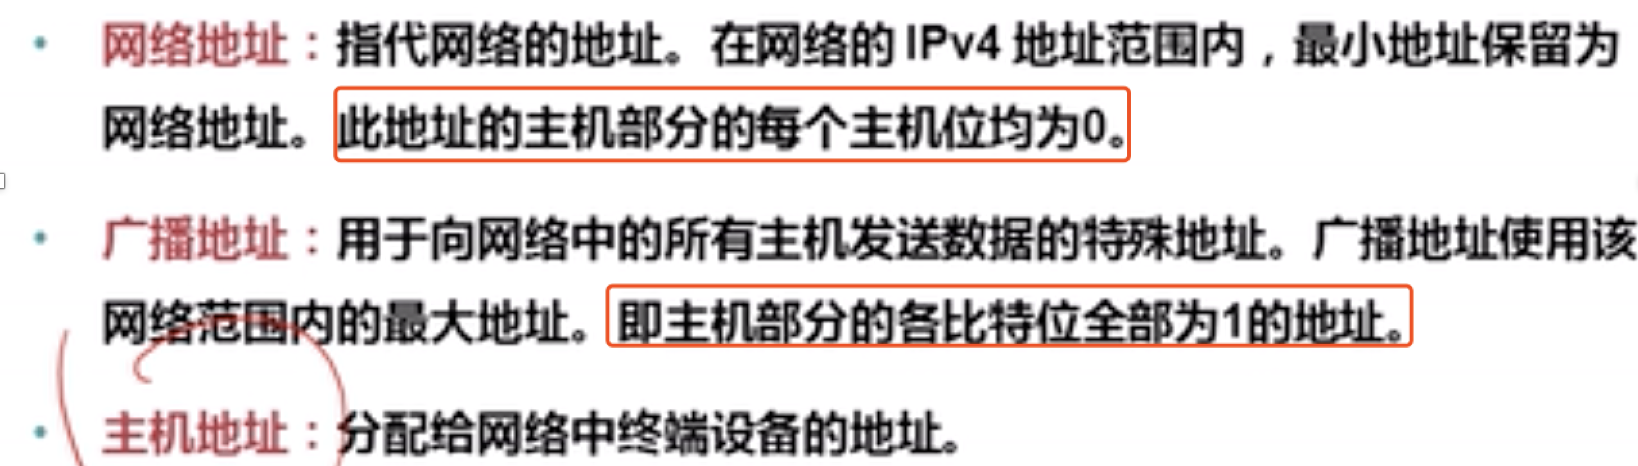 • 网络地址：指代网络的地址。在网络的 IPv4 地址范围内，最小地址保留为
网络地址。此地址的主机部分的每个主机位均为0。
• 广播地址：用于向网络中的所有主机发送数据的特殊地址。广播地址使用该
网络范围内的最大地址。即主机部分的各比特位全部为1的地址。
• 主机地址：分配给网络中终端设备的地址。